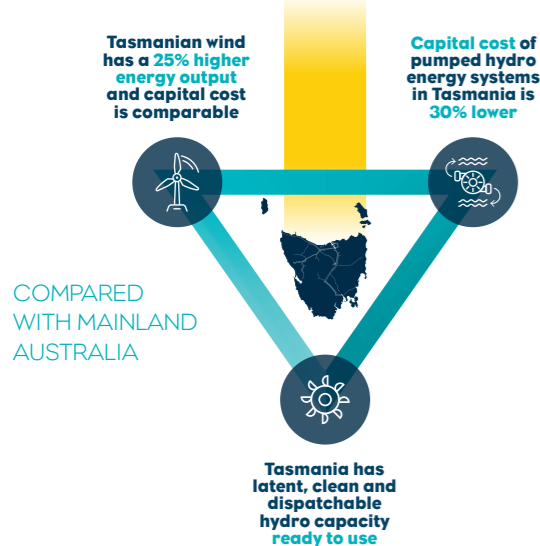 Tasmanian wind
has a 25% higher
energy output
and capital cost
is comparable
Capital cost of
pumped hydro
energy systems
in Tasmania is
30% lower
COMPARED
WITH MAINLAND
AUSTRALIA
Tasmania has
latent, clean and
dispatchable
hydro capacity
ready to use